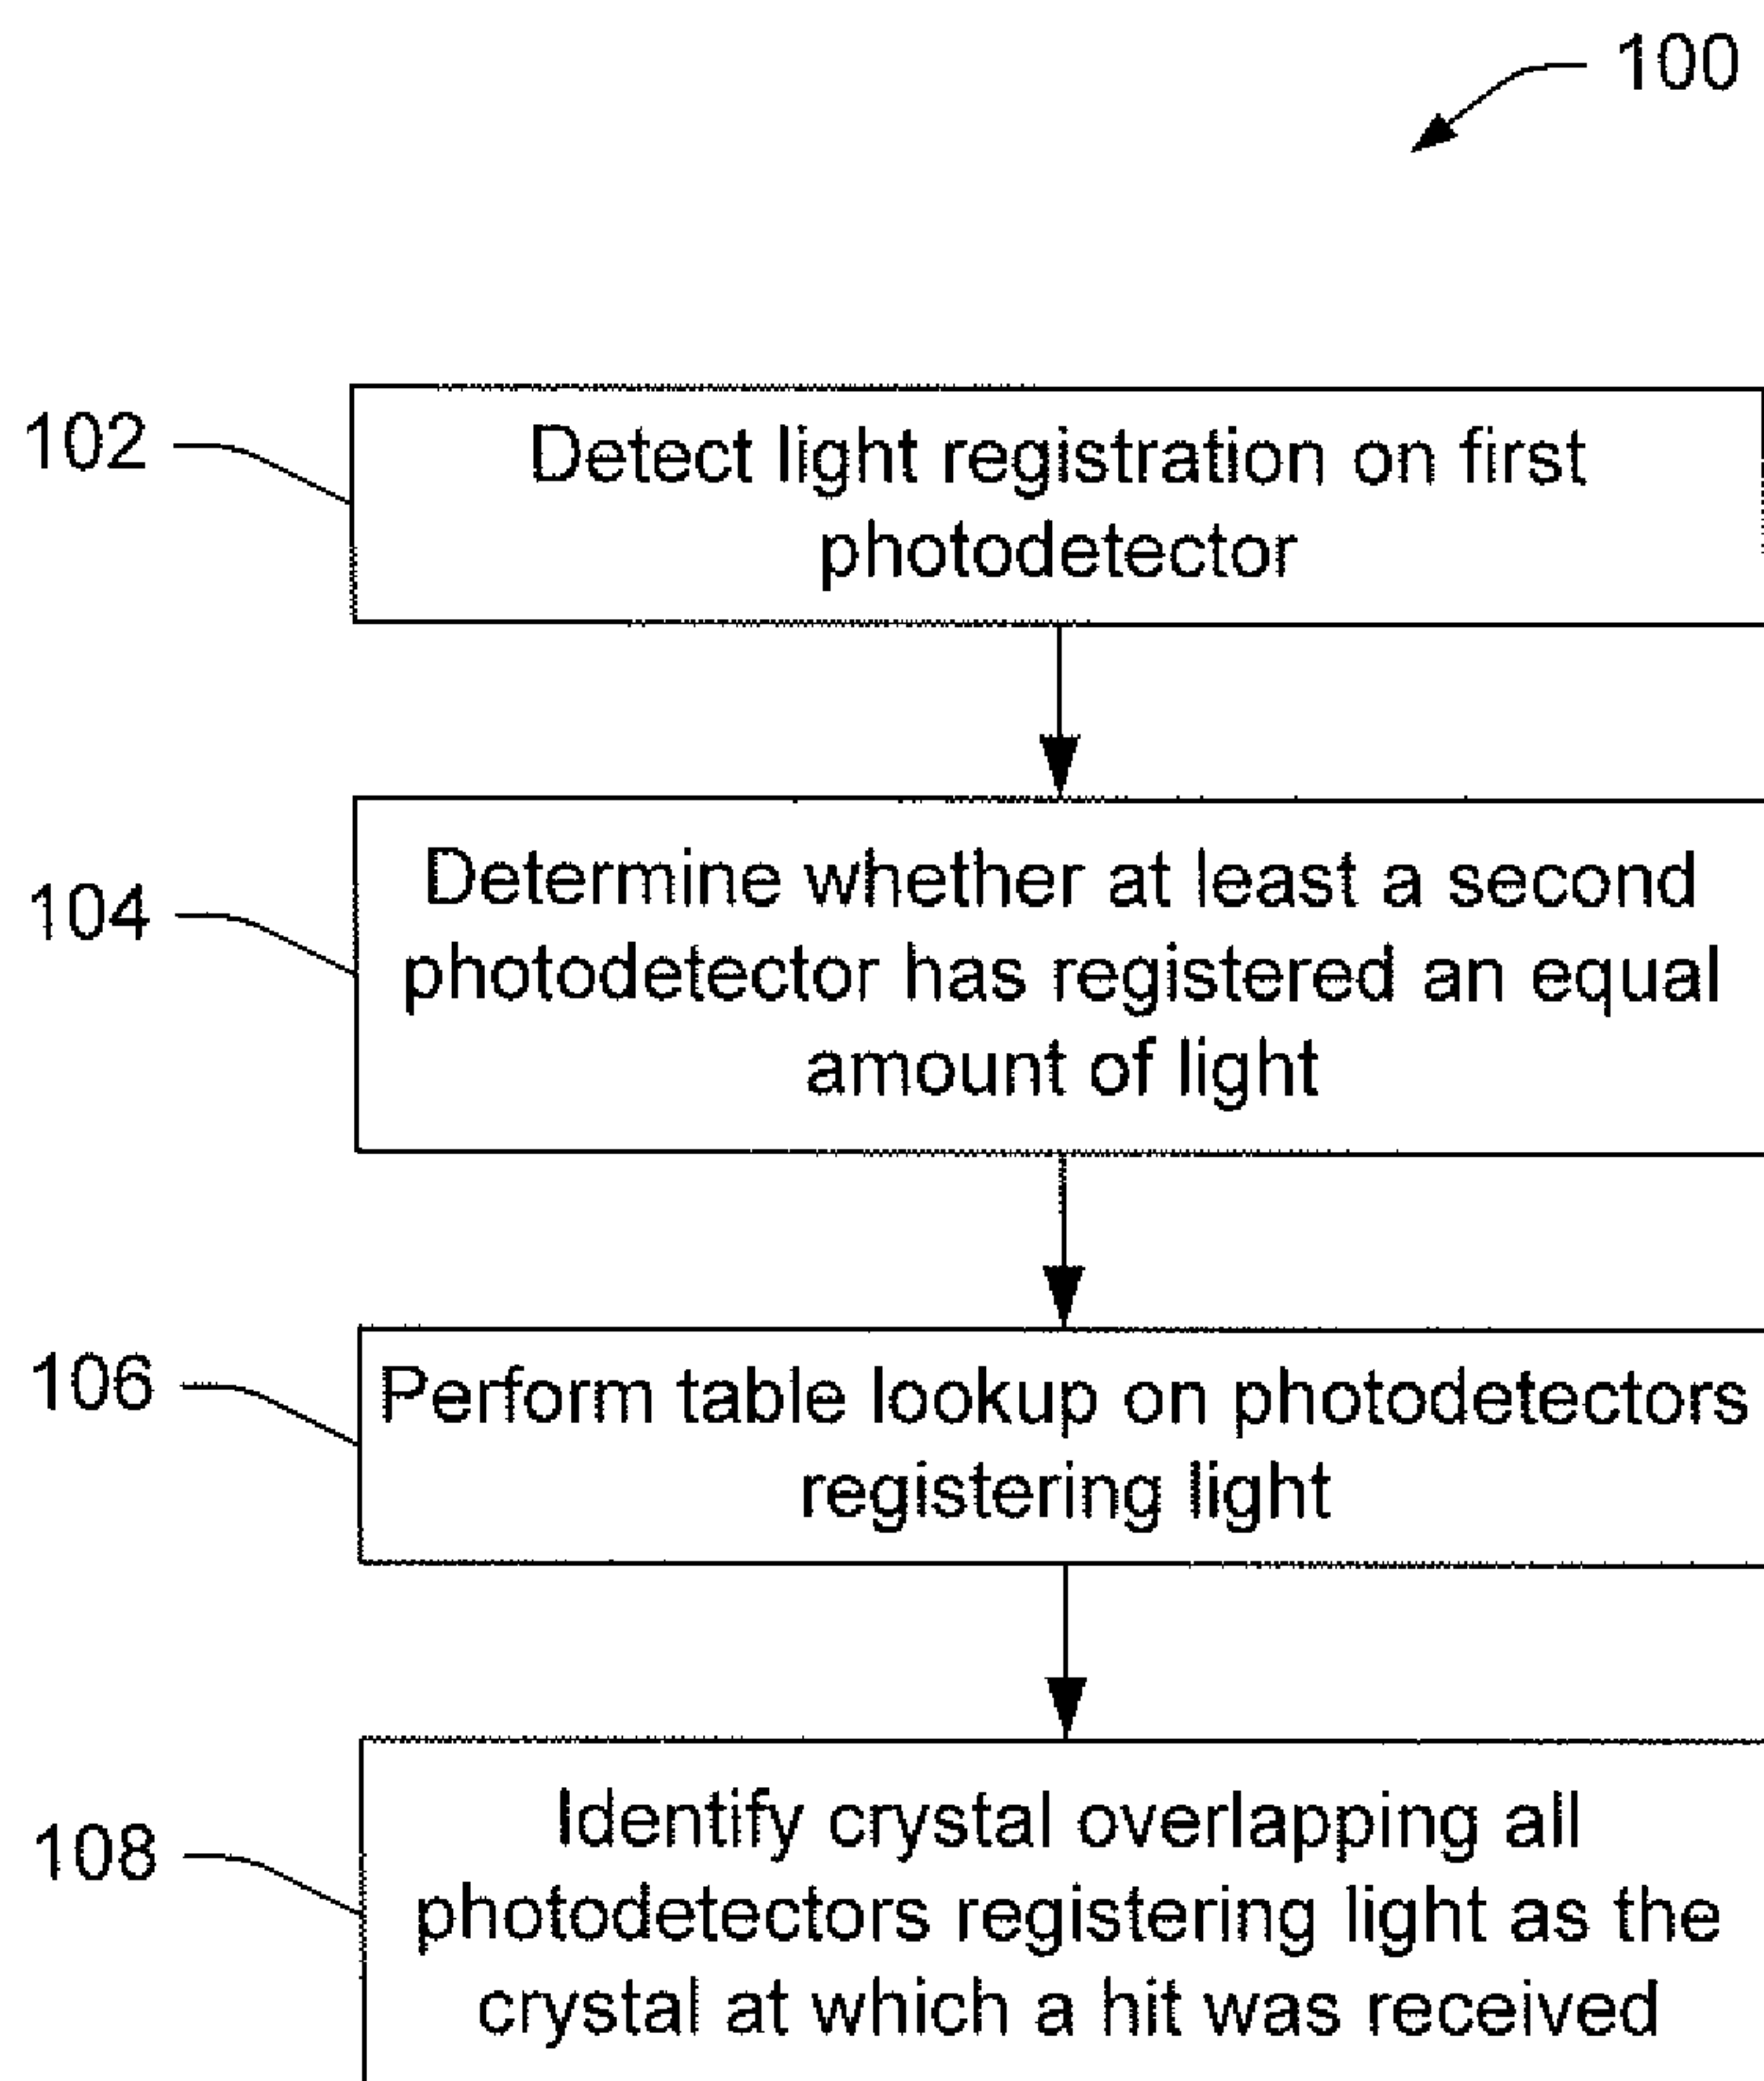 100
102
Detect light registration on first
photodetector
104
Determine whether at least a second
photodetector has registered an equal
amount of light
106
Perform table lookup on photodetectors
registering light
108
Identify crystal overlapping all
photodetectors registering light as the
crystal at which a hit was received